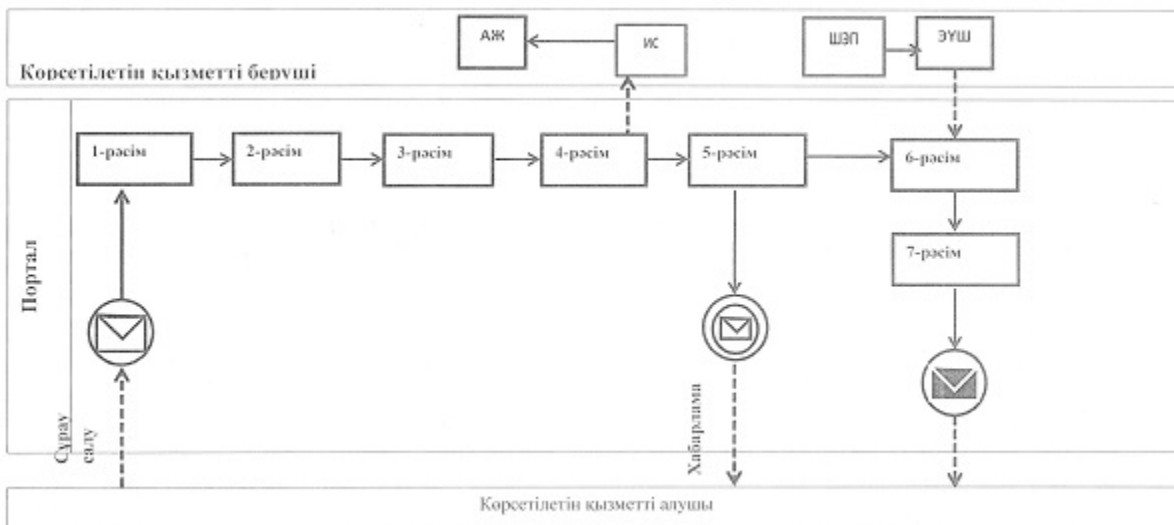 АЖ
ИС
ШЭП
ЭҮШ
Көрсетілетін қызметті беруші
1-рәсім
2-рәсім
3-рәсім
4-рәсім
5-рәсім
6-рәсім
7-рәсім
Портал
Сұрау
салу
Хабарлама
Көрсетілетін қызметті алушы